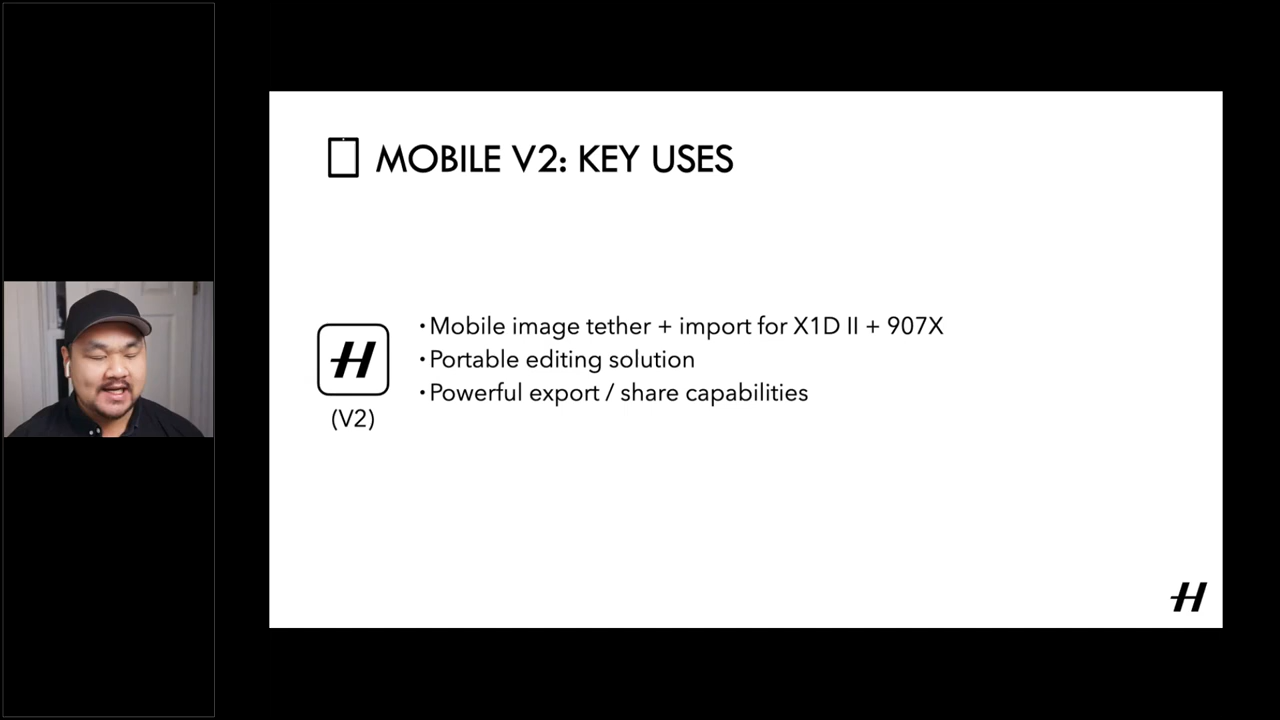 MOBILE V2: KEY USES
•Mobile image tether + import for X1D II + 907X
•Portable editing solution
•Powerful export / share capabilities
H
(V2)
H